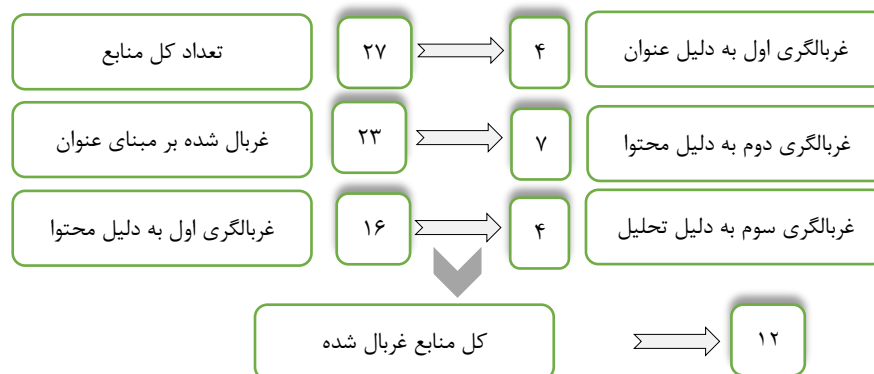 غربالگری اول به دلیل عنوان
۴
۲۷
تعداد کل منابع
غربالگری دوم به دلیل محتوا
۷
۲۳
غربال شده بر مبنای عنوان
غربالگری سوم به دلیل تحلیل
۴
۱۶
غربالگری اول به دلیل محتوا
۱۲
کل منابع غربال شده